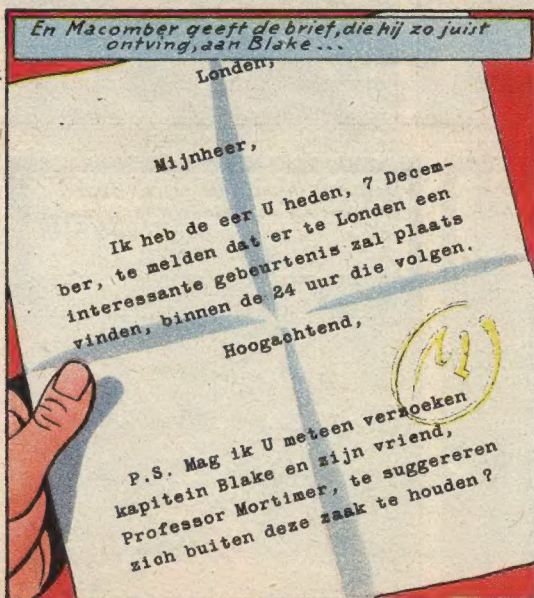 En Macomber geeft de brief, die hij zo juist
ontving, aan Blake ...
Londen,
Mijnheer,
Ik heb de eer U heden, 7 Decem-
ber, te melden dat er te Londen een
interessante gebeurtenis zal plaats
vinden, binnen de 24 uur die volgen.
Hoogachtend,
P.S. Mag ik U meteen verzoeken
kapitein Blake en zijn vriend,
Professor Mortimer, te suggereren
zich buiten deze zaak te houden?